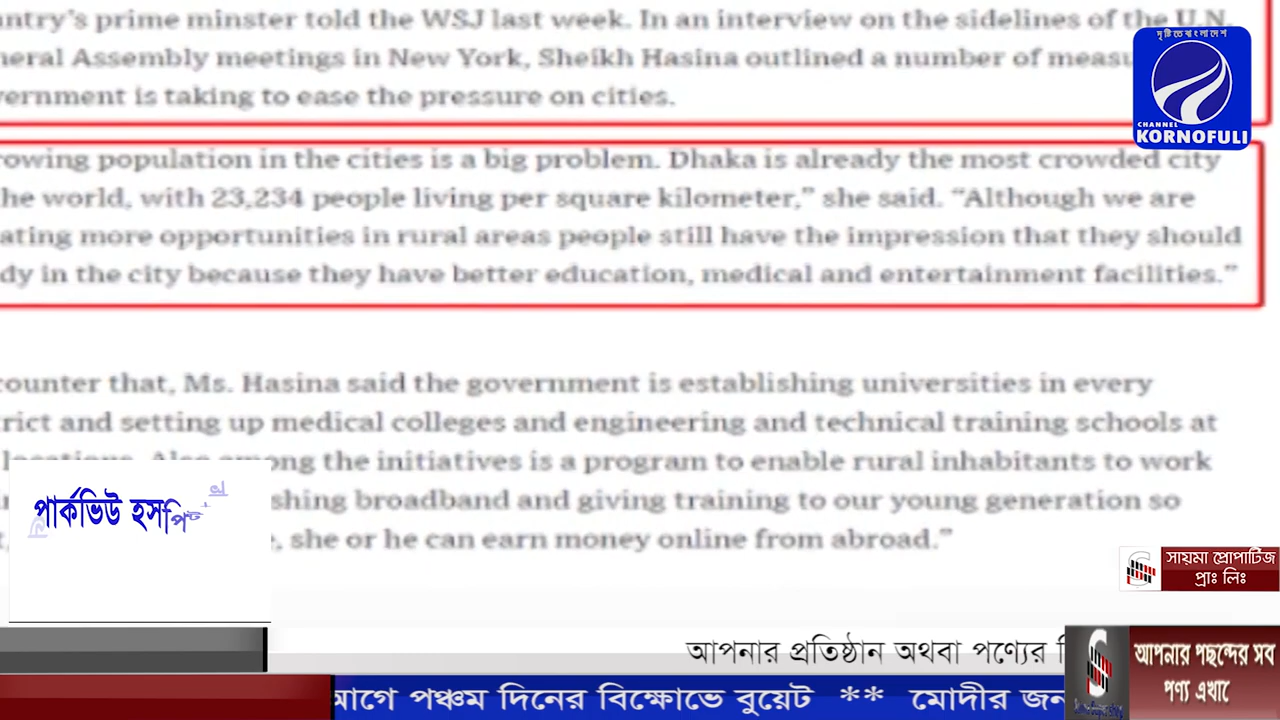 ntry's prime minster told the WSJ last week. In an interview on the sidelines of the U.N.
neral Assembly meetings in New York, Sheikh Hasina outlined a number of measu
vernment is taking to ease the pressure on cities.
দৃষ্টিতে বাংলাদেশ
CHANNEL
KORNOFULI
rowing population in the cities is a big problem. Dhaka is already the most crowded city
he world, with 23,234 people living per square kilometer,” she said. “Although we are
ating more opportunities in rural areas people still have the impression that they should
dy in the city because they have better education, medical and entertainment facilities.”
counter that, Ms. Hasina said the government is establishing universities in every
rict and setting up medical colleges and engineering and technical training schools at
locations. Also among the initiatives is a program to enable rural inhabitants to work
shing broadband and giving training to our young generation so
, she or he can earn money online from abroad.”
পার্কভিউ
সায়মা প্রোপার্টিজ
প্রাঃ লিঃ
আপনার প্রতিষ্ঠান অথবা পণ্যের
আপনার পছন্দের সব
পণ্য এখানে
আগে পঞ্চম দিনের বিক্ষোভে বুয়েট ** মোদীর জন